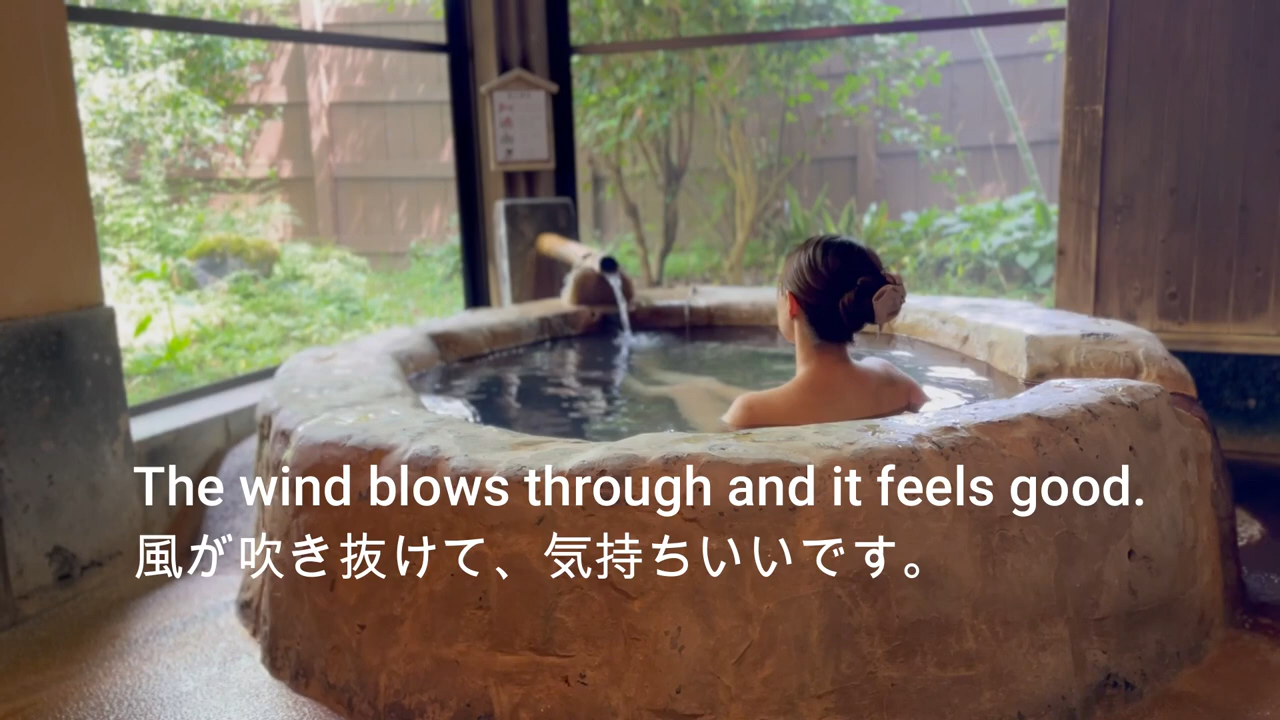 The wind blows through and it feels good.
風が吹き抜けて、気持ちいいです。